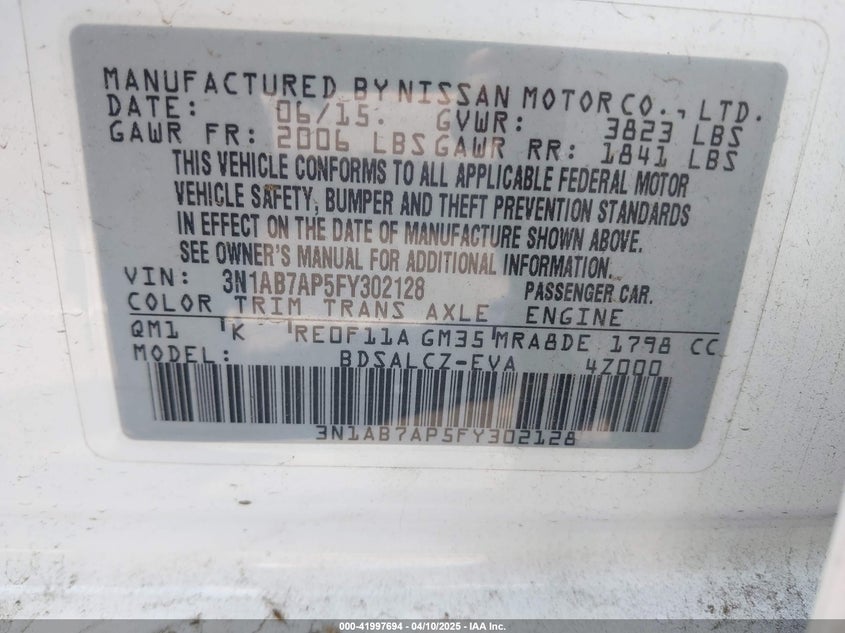 MANUFACTURED BY NISSAN MOTOR CO., LTD.
DATE: 06/15. GVWR: 3823 LBS
GAWR FR: 2006 LBS GAWR RR: 1841 LBS
THIS VEHICLE CONFORMS TO ALL APPLICABLE FEDERAL MOTOR
VEHICLE SAFETY, BUMPER AND THEFT PREVENTION STANDARDS
IN EFFECT ON THE DATE OF MANUFACTURE SHOWN ABOVE.
SEE OWNER'S MANUAL FOR ADDITIONAL INFORMATION.
VIN: 3N1AB7AP5FY302128 PASSENGER CAR.
COLOR TRIM TRANS AXLE ENGINE
QM1 K RE0F11A GM35 MRA8DE 1798 CC
MODEL: BDSALCZ-EVA 4Z000
3N1AB7AP5FY302128
000-41997694 - 04/10/2025 - IAA Inc.